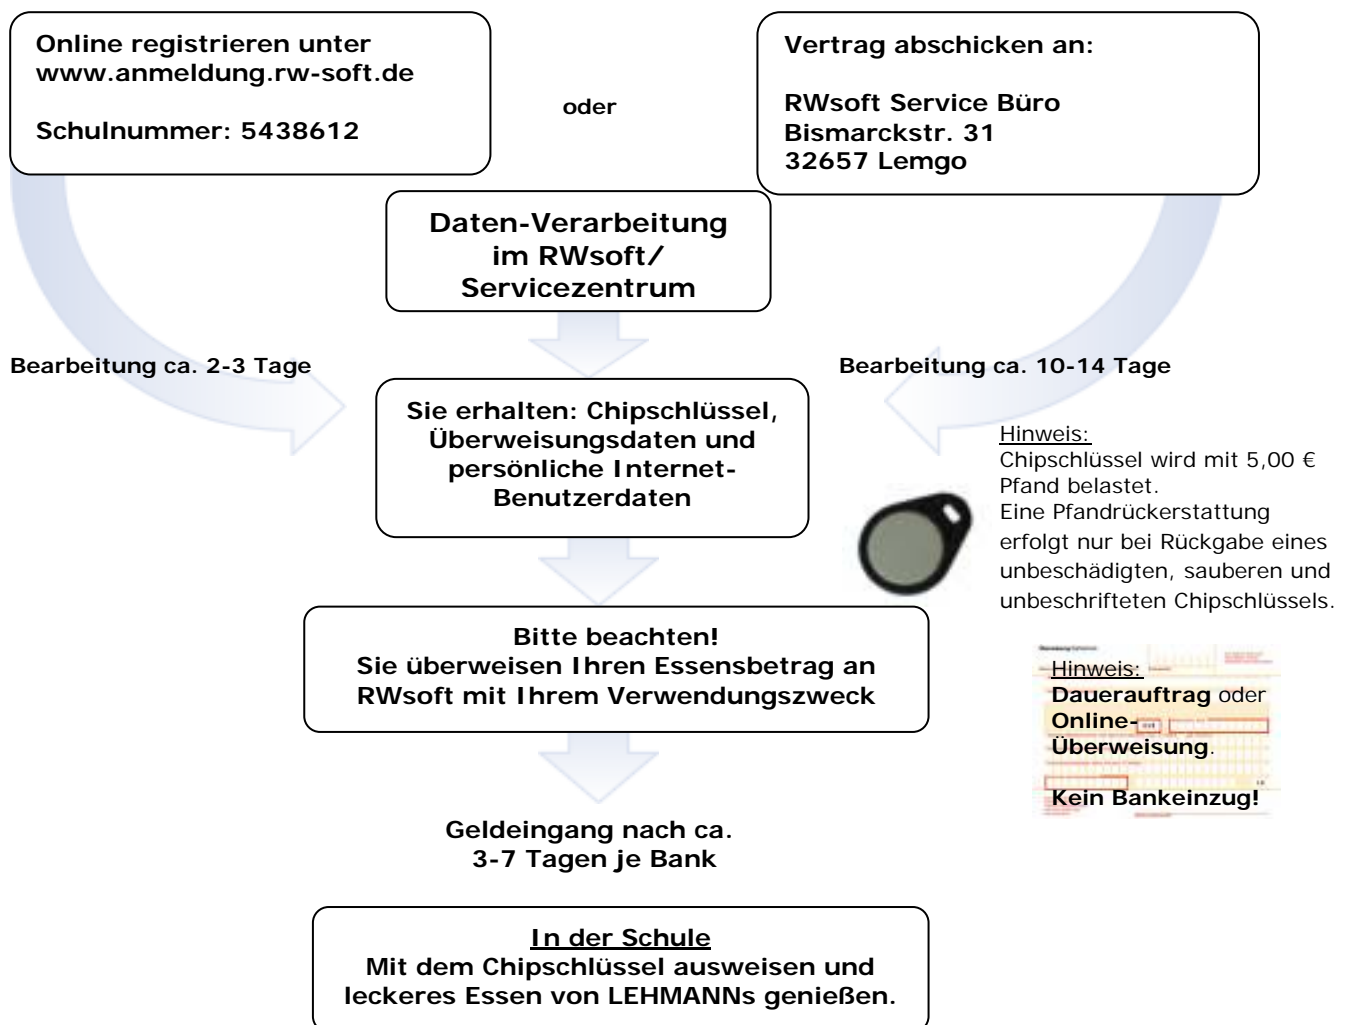 Online registrieren unter
www.anmeldung.rw-soft.de
Schulnummer: 5438612
oder
Vertrag abschicken an:
RWsoft Service Büro
Bismarckstr. 31
32657 Lemgo
Daten-Verarbeitung
im RWsoft/
Servicezentrum
Bearbeitung ca. 2-3 Tage
Bearbeitung ca. 10-14 Tage
Sie erhalten: Chipschlüssel,
Überweisungsdaten und
persönliche Internet-
Benutzerdaten
Hinweis:
Chipschlüssel wird mit 5,00 €
Pfand belastet.
Eine Pfandrückerstattung
erfolgt nur bei Rückgabe eines
unbeschädigten, sauberen und
unbeschrifteten Chipschlüssels.
Bitte beachten!
Sie überweisen Ihren Essensbetrag an
RWsoft mit Ihrem Verwendungszweck
Hinweis:
Dauerauftrag oder
Online-
Überweisung.
Kein Bankeinzug!
Geldeingang nach ca.
3-7 Tagen je Bank
In der Schule
Mit dem Chipschlüssel ausweisen und
leckeres Essen von LEHMANNs genießen.